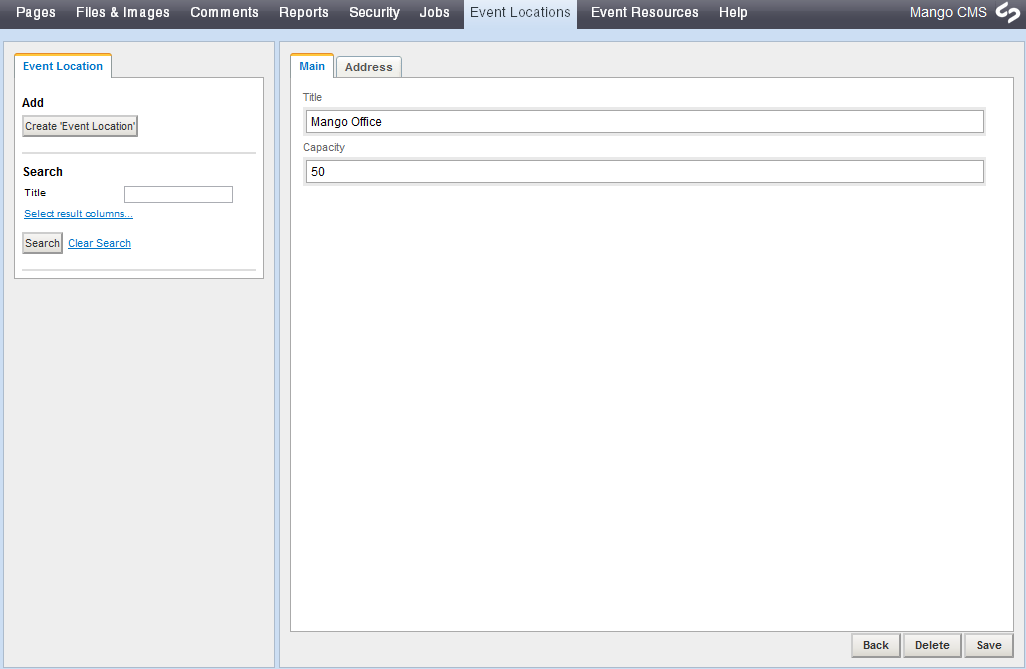 Pages Files & Images Comments Reports Security Jobs Event Locations Event Resources Help Mango CMS
Event Location
Add
Create 'Event Location'
Search
Title
Select result columns...
Search Clear Search
Main Address
Title
Mango Office
Capacity
50
Back Delete Save